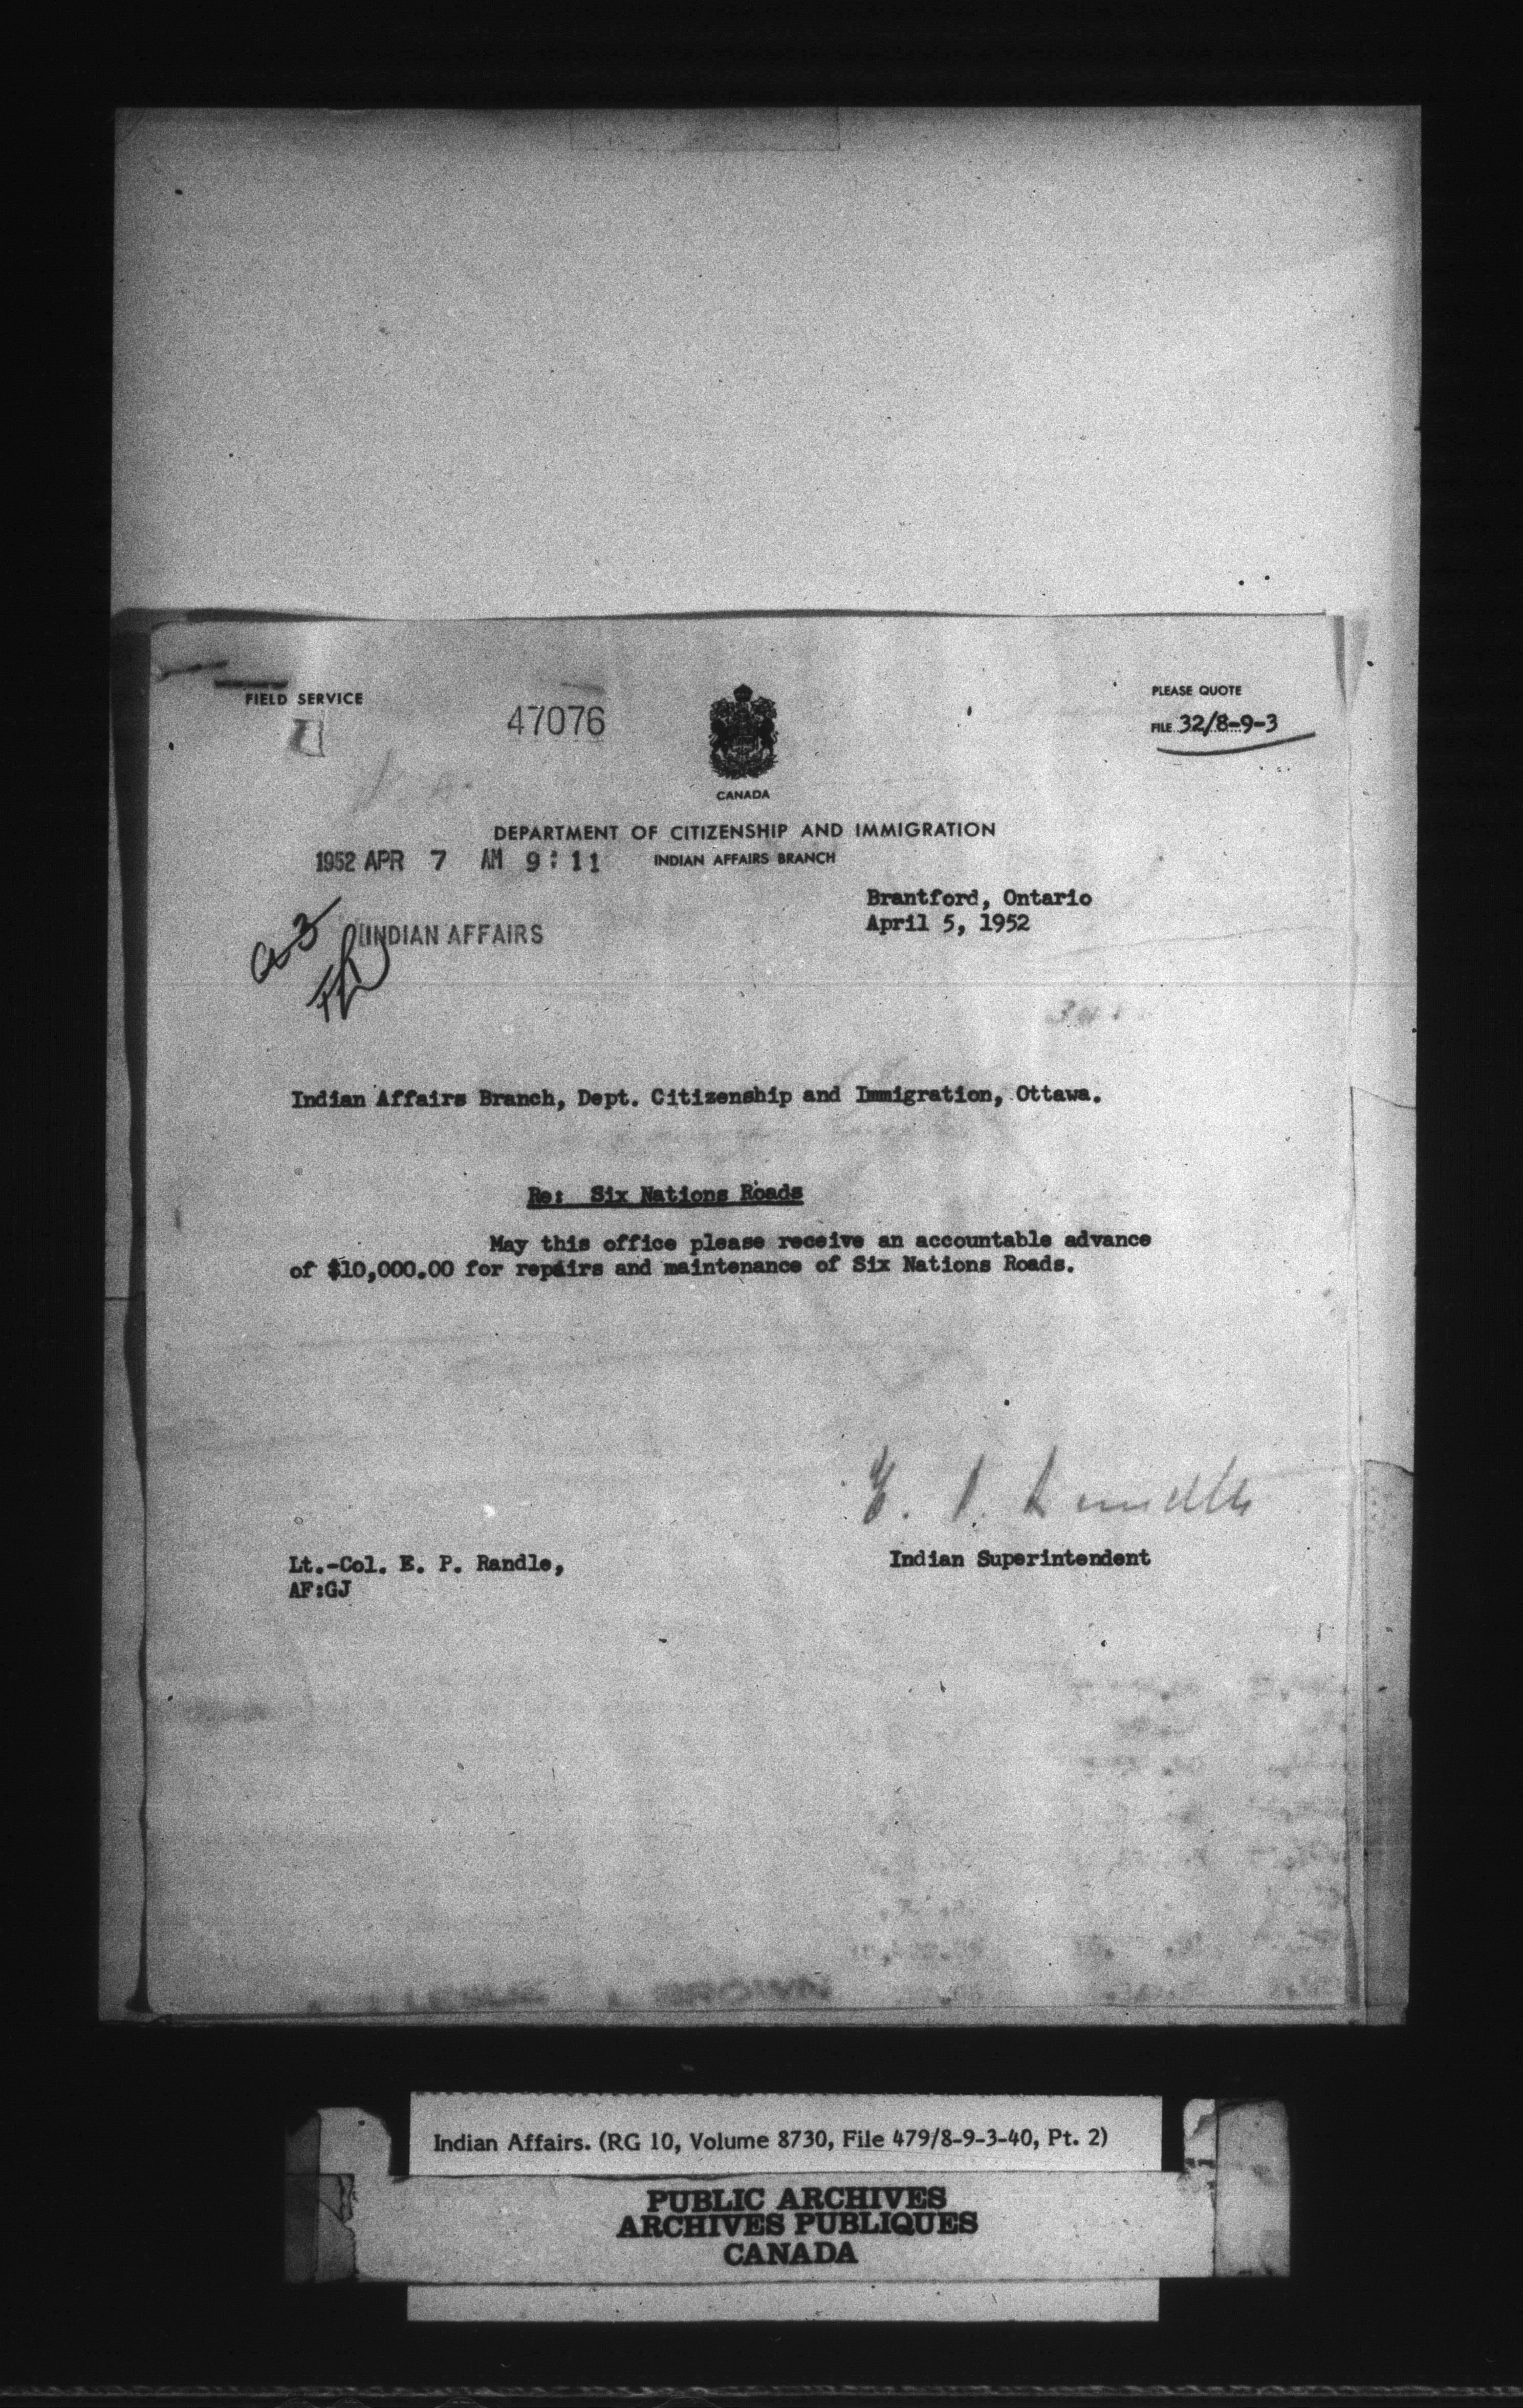 FIELD SERVICE
47076
PLEASE QUOTE
FILE 32/8-9-3
CANADA
DEPARTMENT OF CITIZENSHIP AND IMMIGRATION
1952 APR 7 AM 9:11
INDIAN AFFAIRS BRANCH
Brantford, Ontario
April 5, 1952
INDIAN AFFAIRS
Indian Affairs Branch, Dept. Citizenship and Immigration, Ottawa.
Re: Six Nations Roads
May this office please receive an accountable advance
of $10,000.00 for repairs and maintenance of Six Nations Roads.
Lt.-Col. E. P. Randle,
Indian Superintendent
AF:GJ
Indian Affairs. (RG 10, Volume 8730, File 479/8-9-3-40, Pt. 2)
PUBLIC ARCHIVES
ARCHIVES PUBLIQUES
CANADA